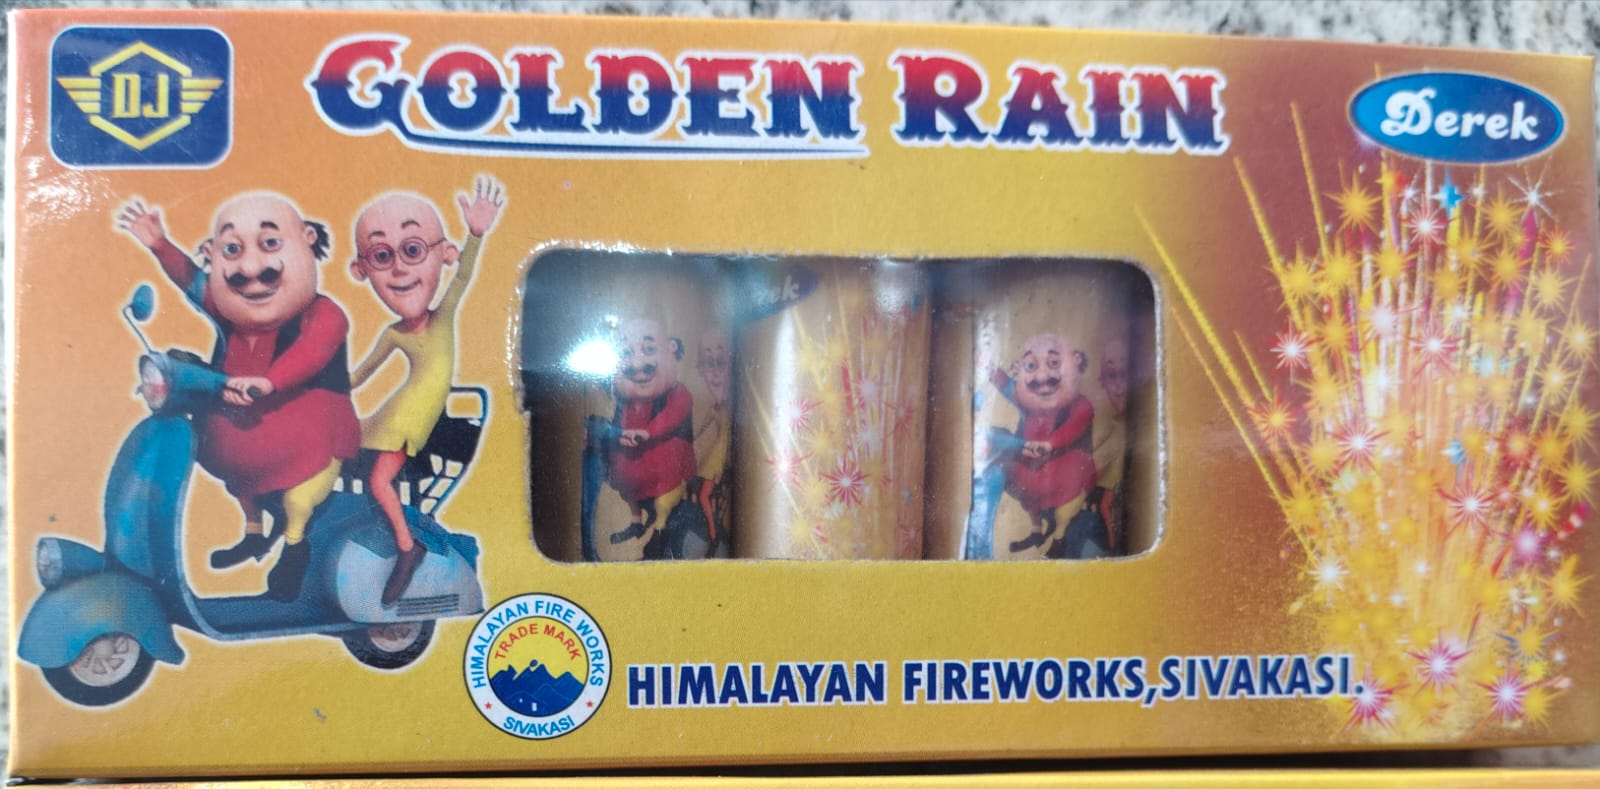 DJ
GOLDEN RAIN
Derek
HIMALAYAN FIRE WORKS
TRADE MARK
SIVAKASI
HIMALAYAN FIREWORKS,SIVAKASI.